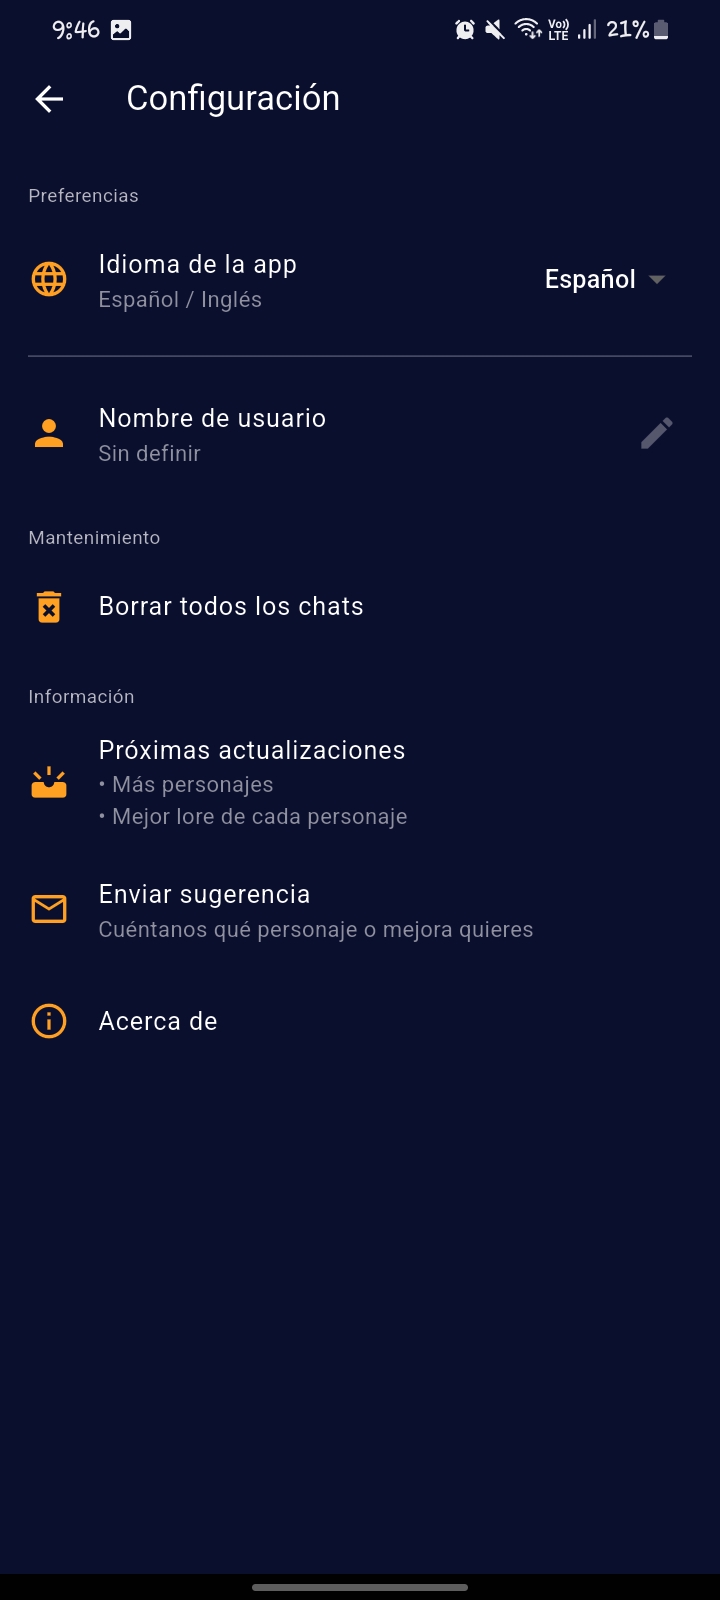 9:46
Vo)) LTE
21%
Configuración
Preferencias
Idioma de la app
Español / Inglés
Español
Nombre de usuario
Sin definir
Mantenimiento
Borrar todos los chats
Información
Próximas actualizaciones
• Más personajes
• Mejor lore de cada personaje
Enviar sugerencia
Cuéntanos qué personaje o mejora quieres
Acerca de